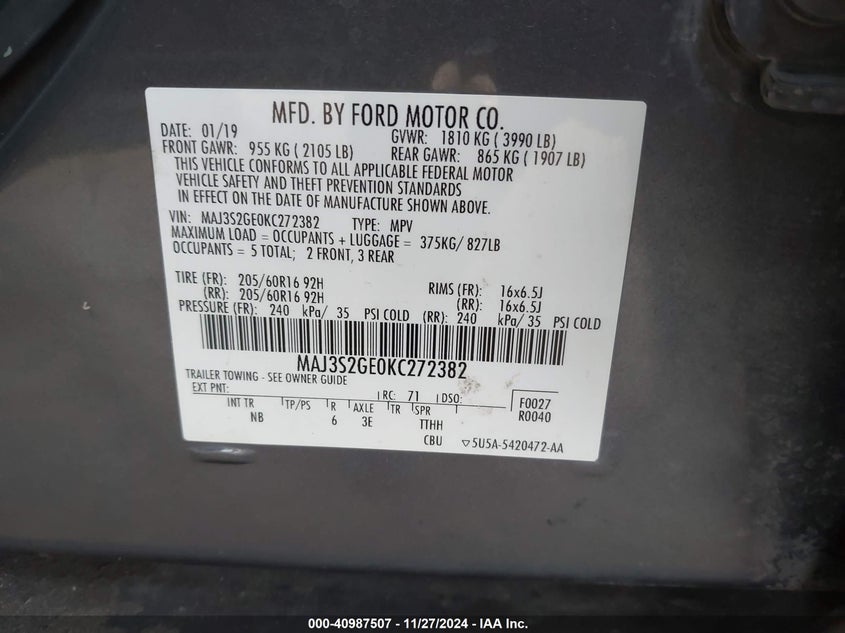 MFD. BY FORD MOTOR CO.
DATE: 01/19 GVWR: 1810 KG ( 3990 LB)
FRONT GAWR: 955 KG ( 2105 LB) REAR GAWR: 865 KG ( 1907 LB)
THIS VEHICLE CONFORMS TO ALL APPLICABLE FEDERAL MOTOR
VEHICLE SAFETY AND THEFT PREVENTION STANDARDS
IN EFFECT ON THE DATE OF MANUFACTURE SHOWN ABOVE.
VIN: MAJ3S2GE0KC272382 TYPE: MPV
MAXIMUM LOAD = OCCUPANTS + LUGGAGE = 375KG/ 827LB
OCCUPANTS = 5 TOTAL; 2 FRONT, 3 REAR
TIRE (FR): 205/60R16 92H RIMS (FR): 16x6.5J
(RR): 205/60R16 92H (RR): 16x6.5J
PRESSURE (FR): 240 kPa/ 35 PSI COLD (RR): 240 kPa/ 35 PSI COLD
MAJ3S2GE0KC272382
TRAILER TOWING - SEE OWNER GUIDE
EXT PNT: RC: 71 DSO: F0027
INT TR TP/PS R AXLE TR SPR R0040
NB 6 3E TTHH
CBU ▽5U5A-5420472-AA
000-40987507 - 11/27/2024 - IAA Inc.